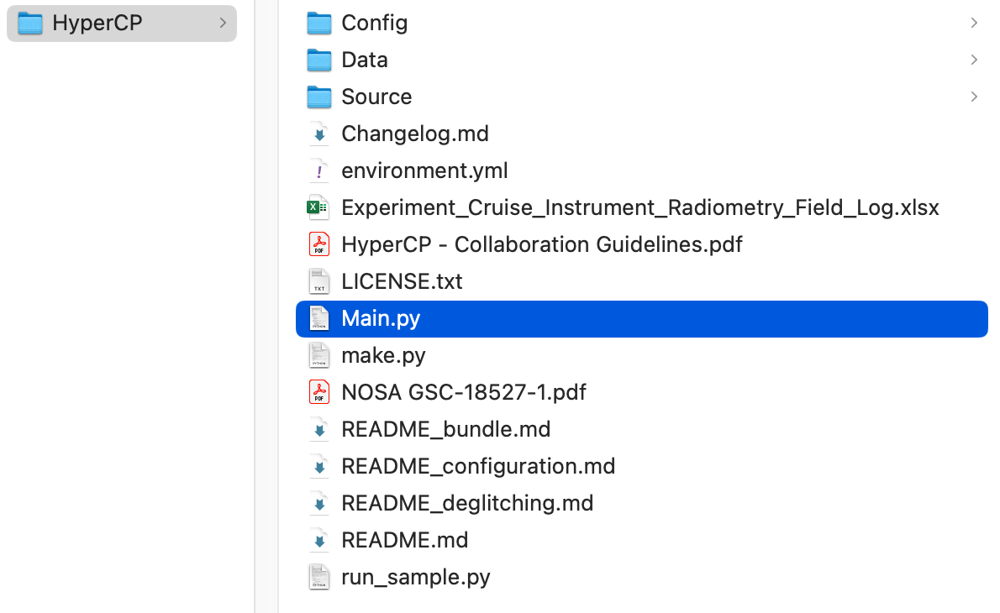 HyperCP
Config
Data
Source
Changelog.md
environment.yml
Experiment_Cruise_Instrument_Radiometry_Field_Log.xlsx
HyperCP - Collaboration Guidelines.pdf
LICENSE.txt
Main.py
make.py
NOSA GSC-18527-1.pdf
README_bundle.md
README_configuration.md
README_deglitching.md
README.md
run_sample.py